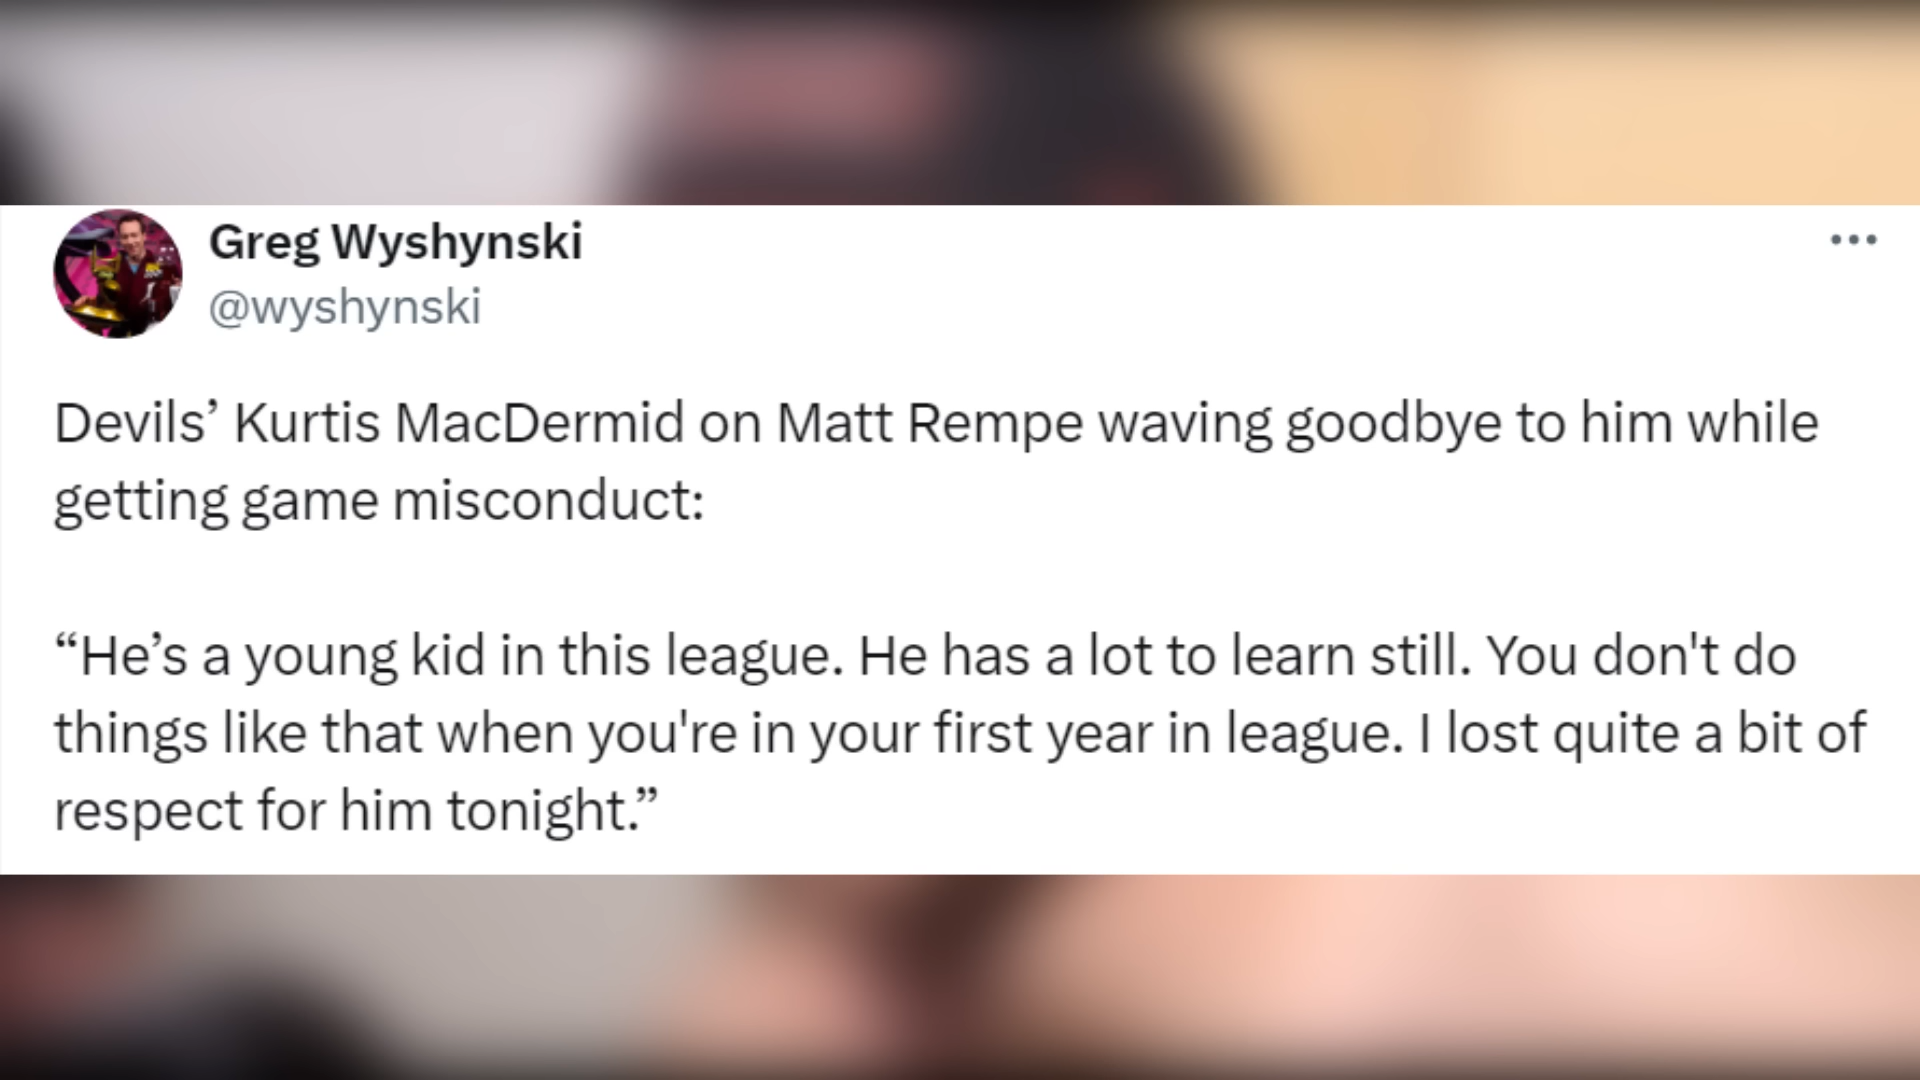 Greg Wyshynski
@wyshynski
Devils’ Kurtis MacDermid on Matt Rempe waving goodbye to him while
getting game misconduct:
“He’s a young kid in this league. He has a lot to learn still. You don't do
things like that when you're in your first year in league. I lost quite a bit of
respect for him tonight.”